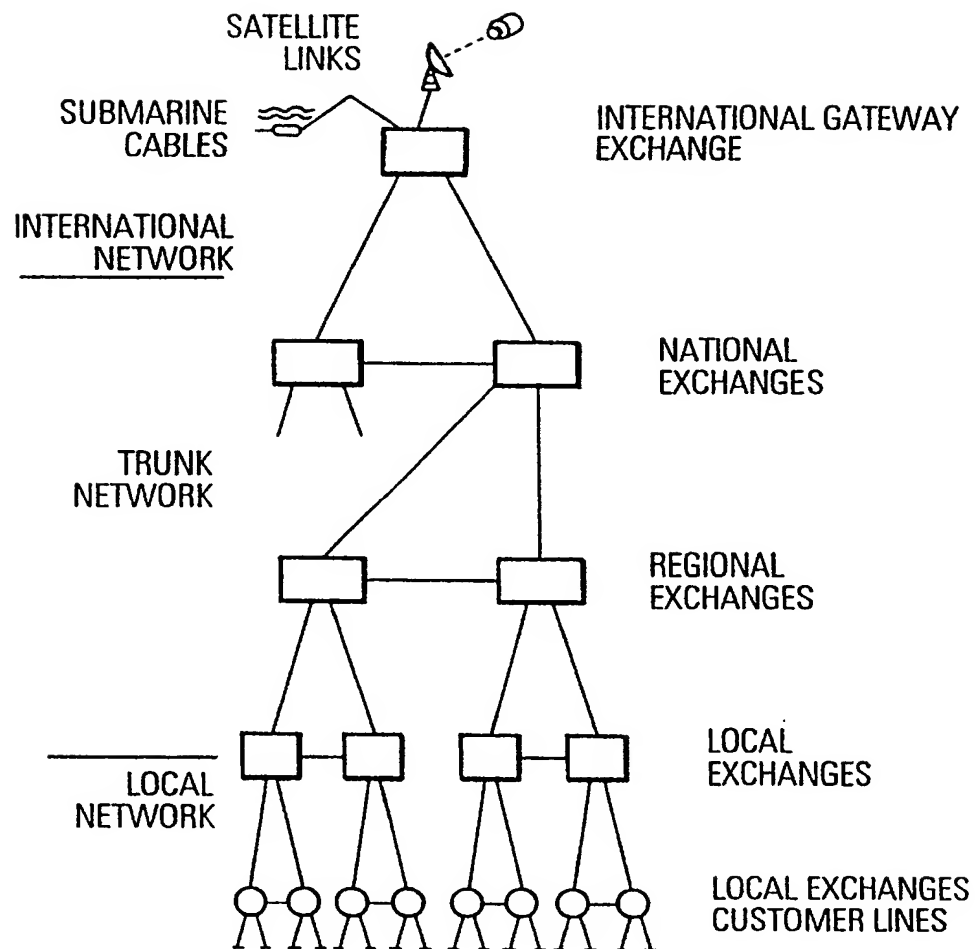 SATELLITE
LINKS
SUBMARINE
CABLES
INTERNATIONAL GATEWAY
EXCHANGE
INTERNATIONAL
NETWORK
NATIONAL
EXCHANGES
TRUNK
NETWORK
REGIONAL
EXCHANGES
LOCAL
EXCHANGES
LOCAL
NETWORK
LOCAL EXCHANGES
CUSTOMER LINES